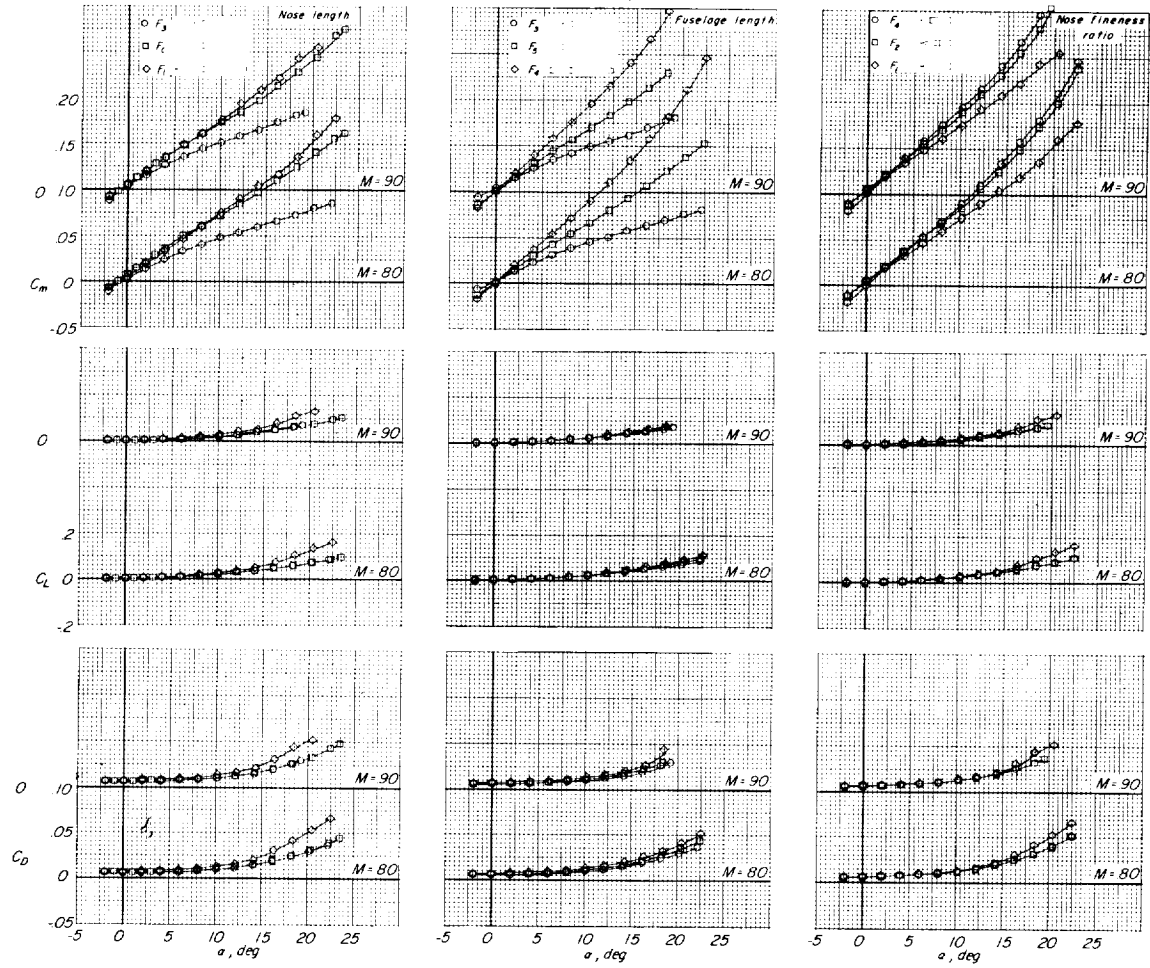 Nose length
F3
F
F1
Fuselage length
F3
F5
F4
Nose fineness
ratio
F4
F2
F1
.20
.15
0 .10
.05
Cm 0
-.05
M = 90
M = 80
M = 90
M = 80
M = 90
M = 80
0
.2
CL 0
-.2
M = 90
M = 80
M = 90
M = 80
M = 90
M = 80
0 .10
.05
CD 0
-.05
M = 90
M = 80
M = 90
M = 80
M = 90
M = 80
-5 0 5 10 15 20 25
α, deg
-5 0 5 10 15 20 25
α, deg
-5 0 5 10 15 20 25
α, deg